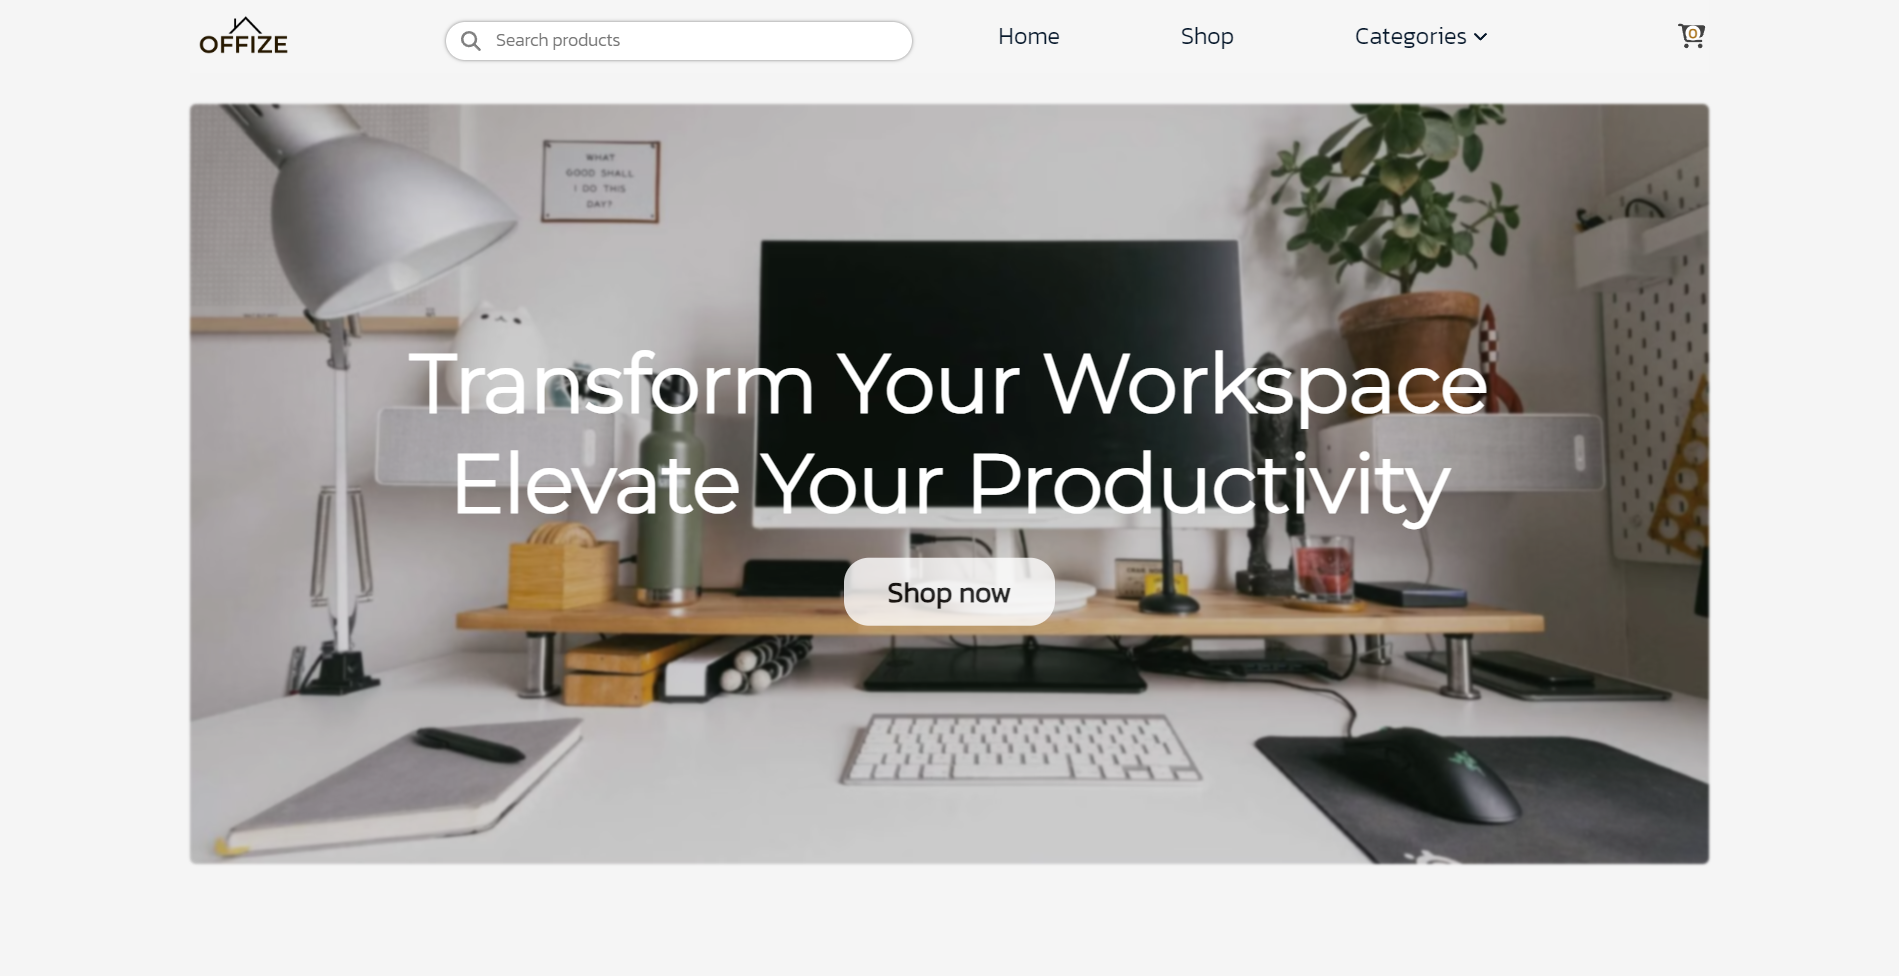 OFFIZE
Search products
Home
Shop
Categories
0
WHAT
GOOD SHALL
I DO THIS
DAY?
Transform Your Workspace
Elevate Your Productivity
Shop now